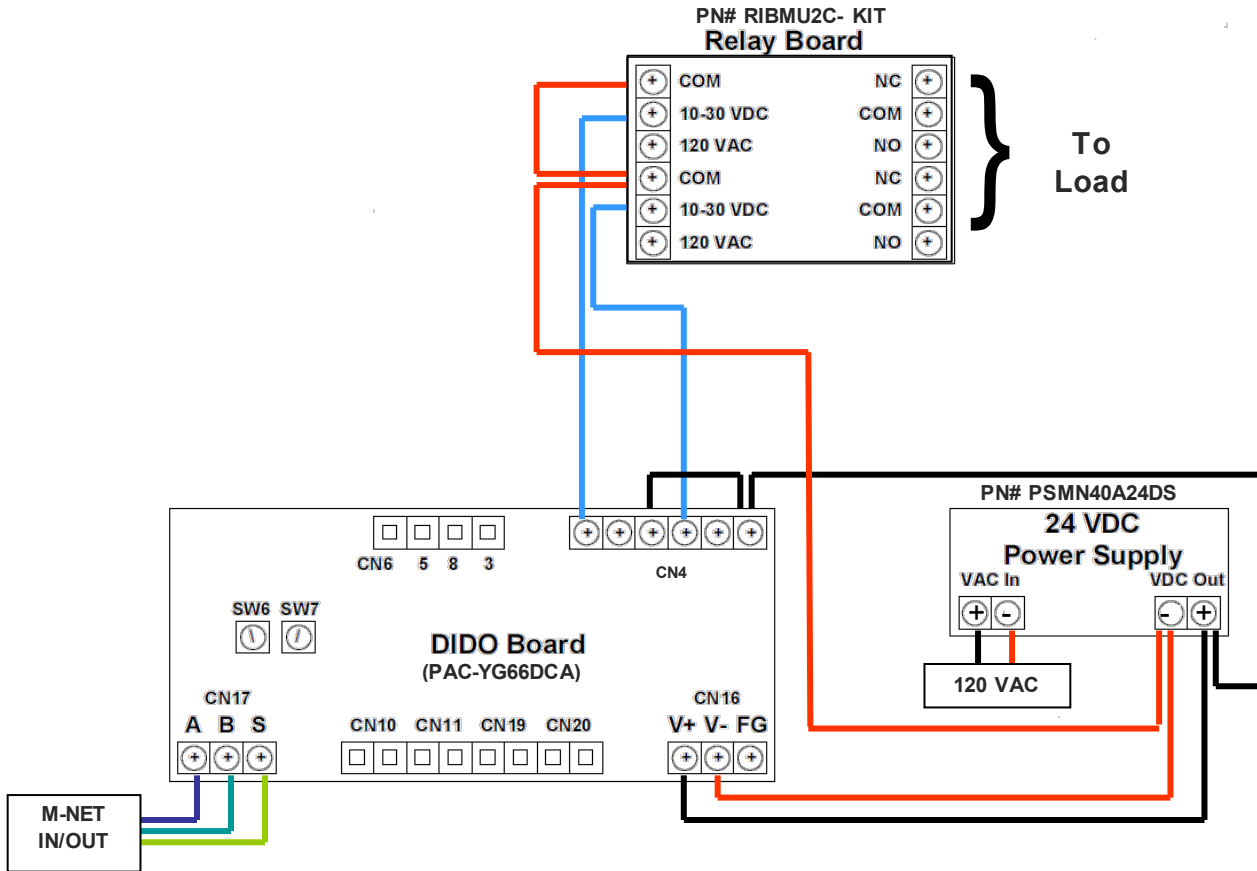 PN# RIBMU2C- KIT
Relay Board
COM NC
10-30 VDC COM
120 VAC NO
COM NC
10-30 VDC COM
120 VAC NO
To
Load
PN# PSMN40A24DS
24 VDC
Power Supply
VAC In VDC Out
+ - - +
120 VAC
CN6 5 8 3
CN4
SW6 SW7
DIDO Board
(PAC-YG66DCA)
CN17
A B S
CN10 CN11 CN19 CN20
CN16
V+ V- FG
M-NET
IN/OUT